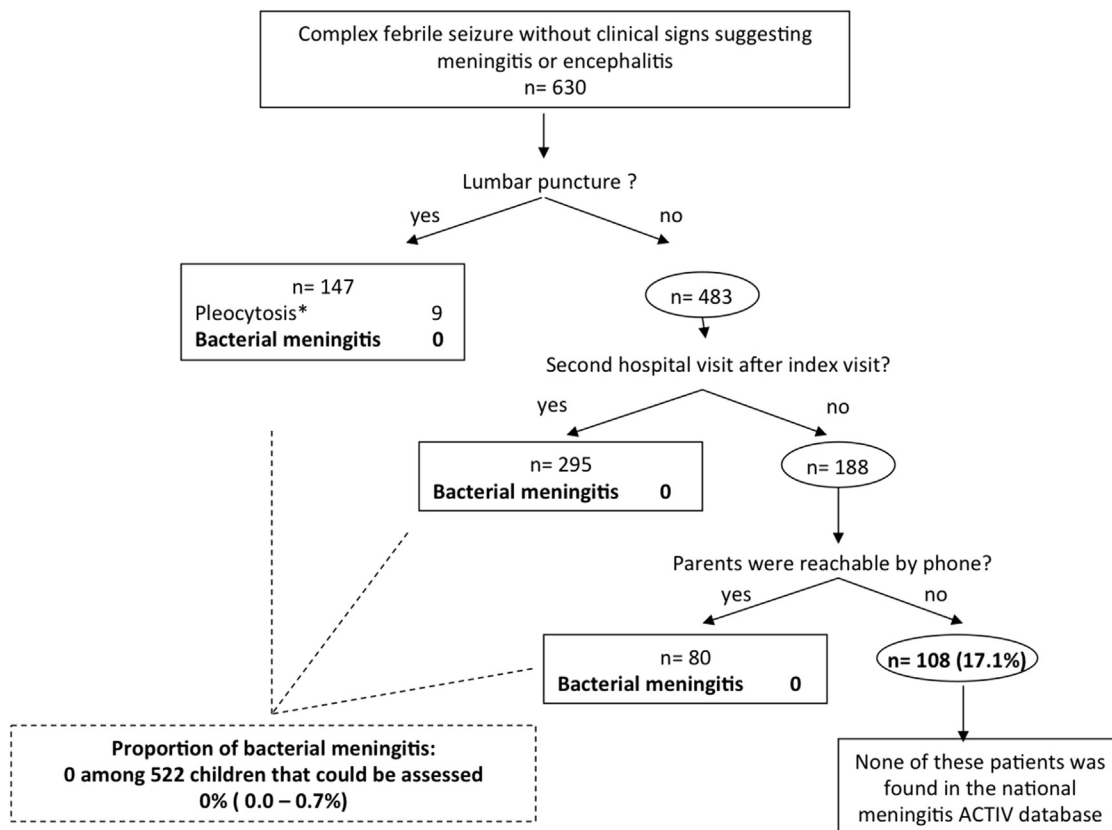 Complex febrile seizure without clinical signs suggesting
meningitis or encephalitis
n= 630
Lumbar puncture ?
yes
no
n= 147
Pleocytosis* 9
Bacterial meningitis 0
n= 483
Second hospital visit after index visit?
yes
no
n= 295
Bacterial meningitis 0
n= 188
Parents were reachable by phone?
yes
no
n= 80
Bacterial meningitis 0
n= 108 (17.1%)
Proportion of bacterial meningitis:
0 among 522 children that could be assessed
0% ( 0.0 – 0.7%)
None of these patients was
found in the national
meningitis ACTIV database